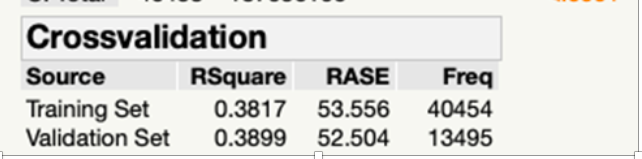 Crossvalidation
Source RSquare RASE Freq
Training Set 0.3817 53.556 40454
Validation Set 0.3899 52.504 13495